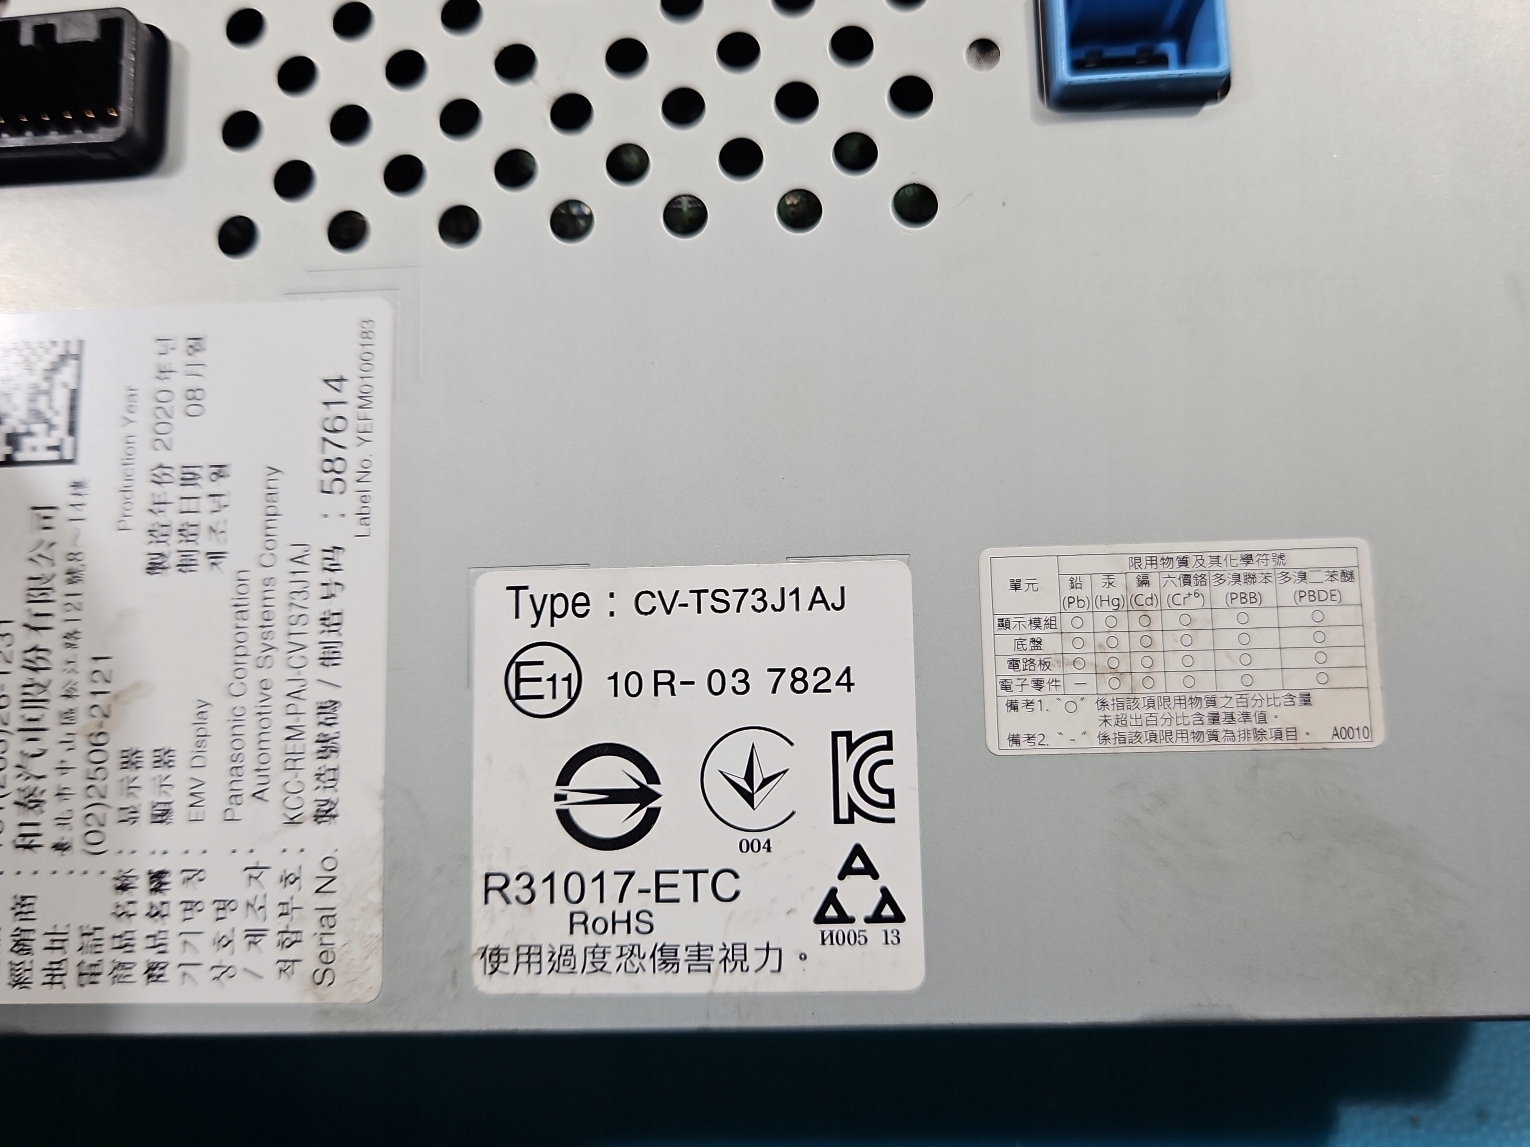 經銷商 : 和泰汽車股份有限公司
地址 : 臺北市中山區松江路121號8~14樓
電話 : (02)2506-2121
商品名称 : 显示器
商品名稱 : 顯示器
기기명칭 : EMV Display
Production Year
製造年份 2020 年 년
制造日期 08 月 월
제조년월
상호명 : Panasonic Corporation
/ 제조자 Automotive Systems Company
적합부호 : KCC-REM-PAJ-CVTS73J1AJ
Serial No. 製造號碼 / 制造号码 : 587614
Label No. YEFM0100183
Type : CV-TS73J1AJ
E11 10 R- 03 7824
004
R31017-ETC
RoHS
И005 13
使用過度恐傷害視力。
單元 限用物質及其化學符號
鉛 汞 鎘 六價鉻 多溴聯苯 多溴二苯醚
(Pb) (Hg) (Cd) (Cr+6) (PBB) (PBDE)
顯示模組 ○ ○ ○ ○ ○ ○
底盤 ○ ○ ○ ○ ○ ○
電路板 ○ ○ ○ ○ ○ ○
電子零件 － ○ ○ ○ ○ ○
備考1. “○” 係指該項限用物質之百分比含量
未超出百分比含量基準值。
備考2. “-” 係指該項限用物質為排除項目。 A0010